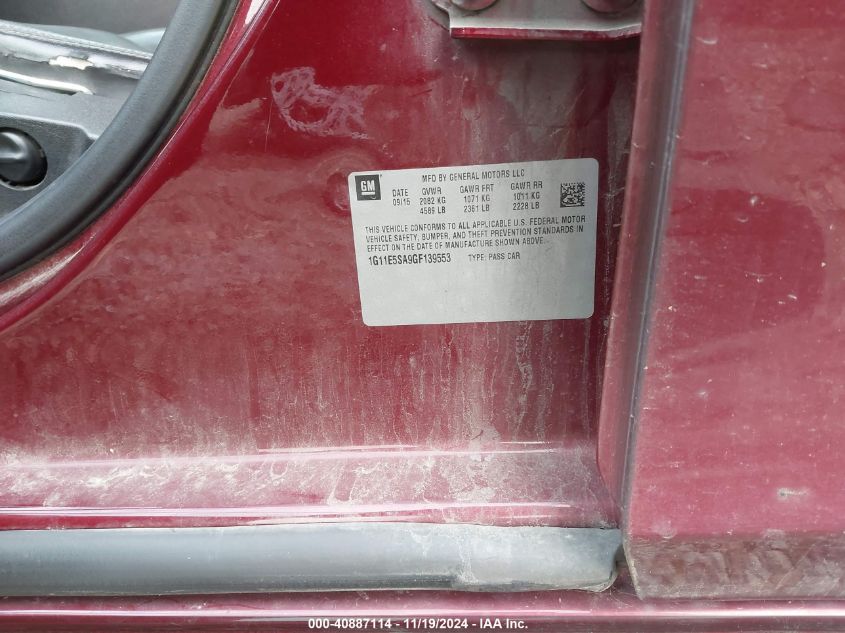 GM
MFD BY GENERAL MOTORS LLC
DATE GVWR GAWR FRT GAWR RR
09/15 2082 KG 1071 KG 1011 KG
4589 LB 2361 LB 2228 LB
THIS VEHICLE CONFORMS TO ALL APPLICABLE U.S. FEDERAL MOTOR
VEHICLE SAFETY, BUMPER, AND THEFT PREVENTION STANDARDS IN
EFFECT ON THE DATE OF MANUFACTURE SHOWN ABOVE.
1G11E5SA9GF139553 TYPE: PASS CAR
000-40887114 - 11/19/2024 - IAA Inc.